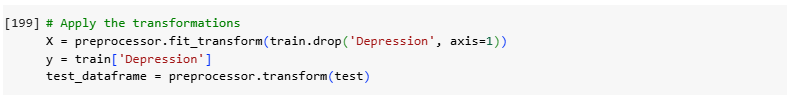 [199] # Apply the transformations
X = preprocessor.fit_transform(train.drop('Depression', axis=1))
y = train['Depression']
test_dataframe = preprocessor.transform(test)